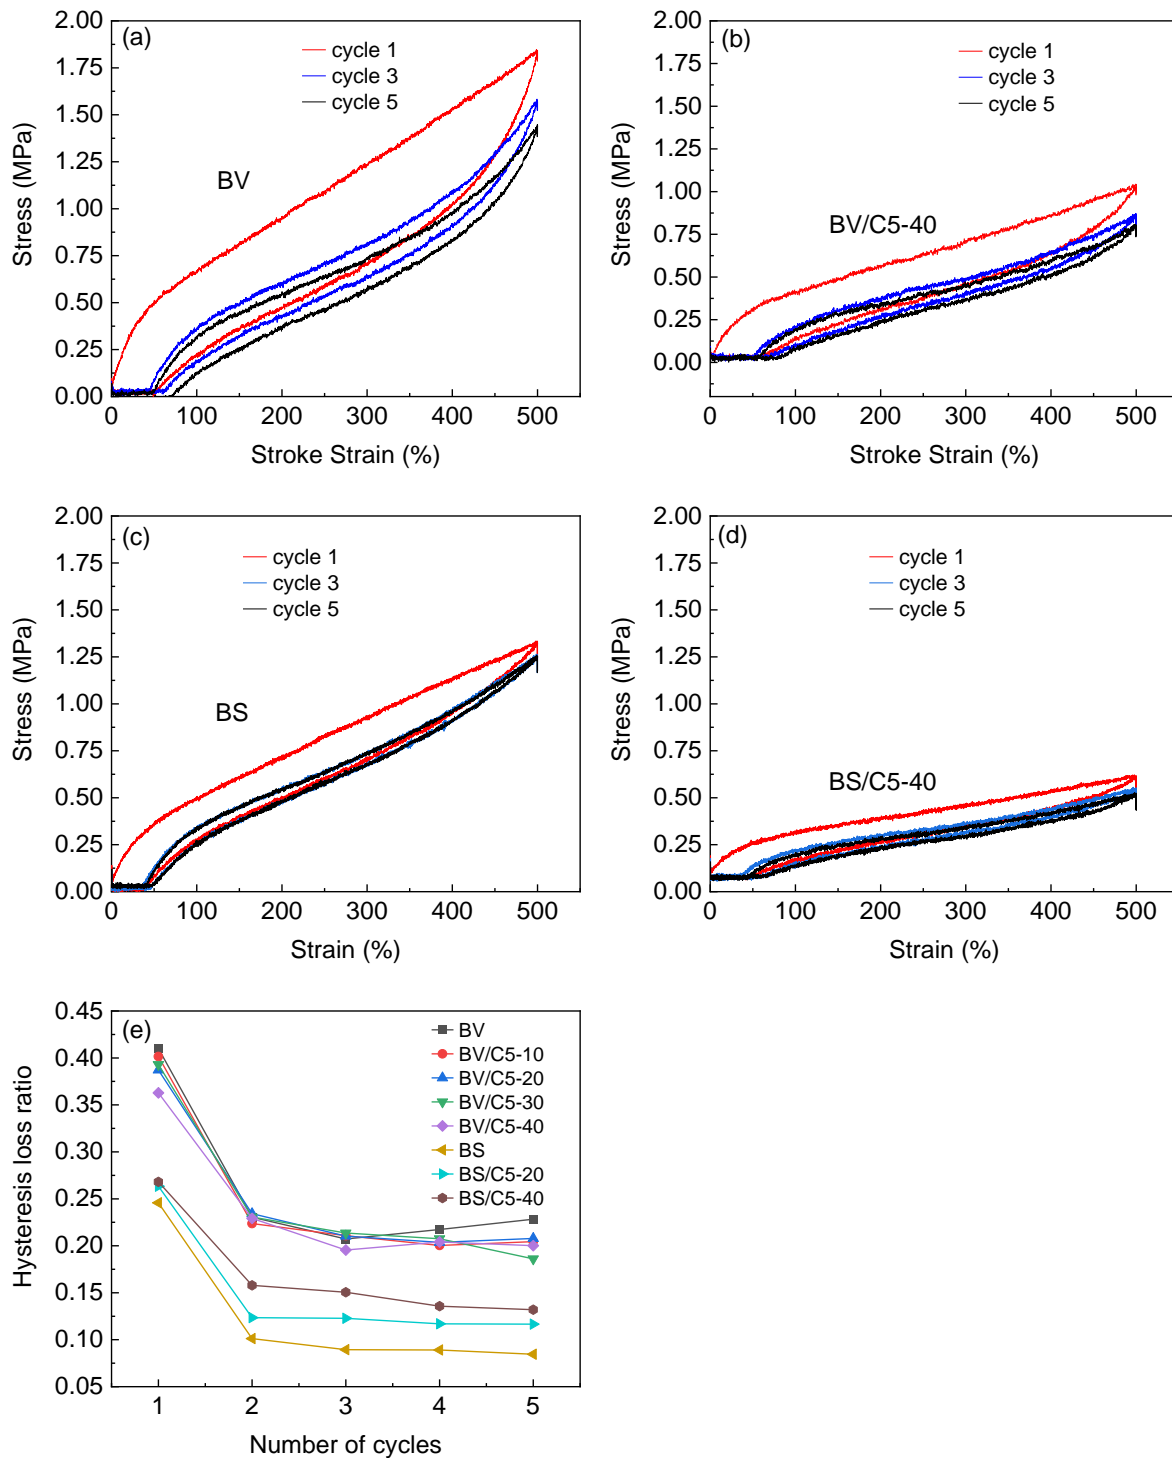 (a)
cycle 1
cycle 3
cycle 5
BV
Stress (MPa)
2.00
1.75
1.50
1.25
1.00
0.75
0.50
0.25
0.00
0 100 200 300 400 500
Stroke Strain (%)
(b)
cycle 1
cycle 3
cycle 5
BV/C5-40
Stress (MPa)
2.00
1.75
1.50
1.25
1.00
0.75
0.50
0.25
0.00
0 100 200 300 400 500
Stroke Strain (%)
(c)
cycle 1
cycle 3
cycle 5
BS
Stress (MPa)
2.00
1.75
1.50
1.25
1.00
0.75
0.50
0.25
0.00
0 100 200 300 400 500
Strain (%)
(d)
cycle 1
cycle 3
cycle 5
BS/C5-40
Stress (MPa)
2.00
1.75
1.50
1.25
1.00
0.75
0.50
0.25
0.00
0 100 200 300 400 500
Strain (%)
(e)
BV
BV/C5-10
BV/C5-20
BV/C5-30
BV/C5-40
BS
BS/C5-20
BS/C5-40
Hysteresis loss ratio
0.45
0.40
0.35
0.30
0.25
0.20
0.15
0.10
0.05
1 2 3 4 5
Number of cycles